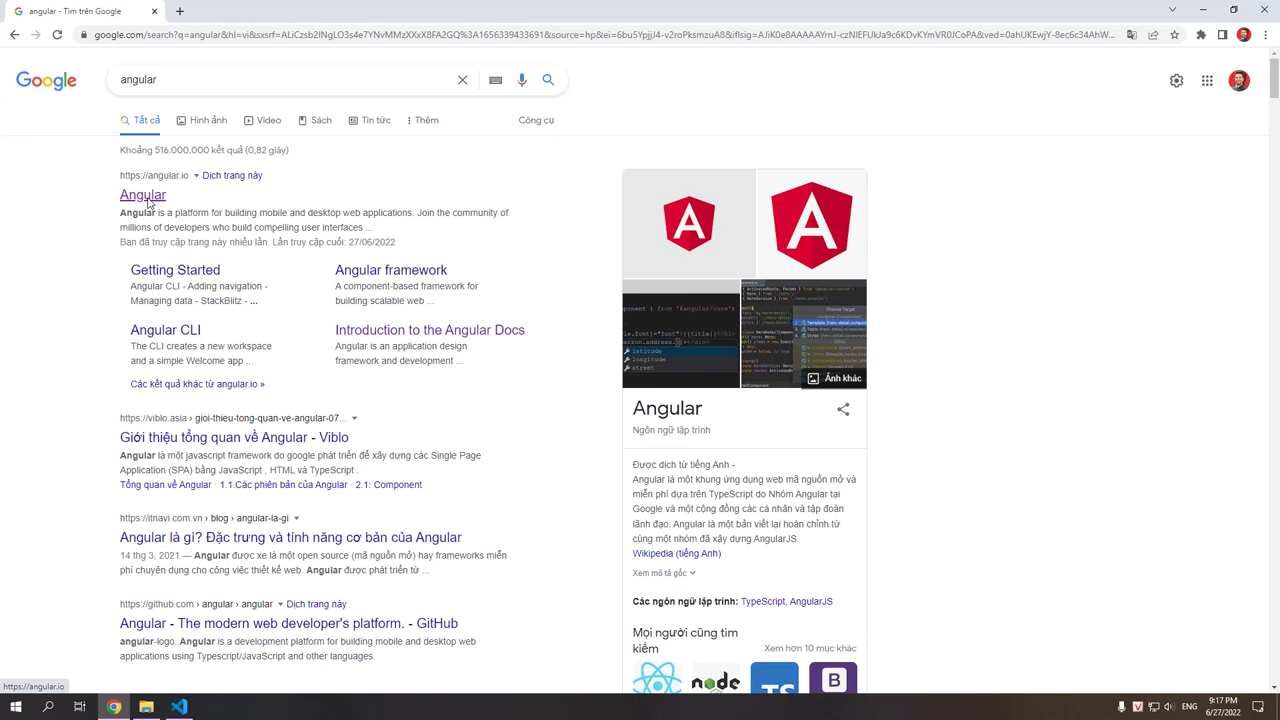 angular - Tìm trên Google
google.com/search?q=angular&hl=vi&sxsrf=ALiCzsb2INgLO3s4e7YNvMMzXXxX8FA2GQ%3A1656339433691&source=hp&ei=6bu5YpjjJ4-v2roPksmzuA8&iflsig=AJiK0e8AAAAAYrnJ-czNlEFUkJa9c6KDvKYmVR0JCoPA&ved=0ahUKEwjY-8ec6c34AhW...
Google
angular
Tất cả
Hình ảnh
Video
Sách
Tin tức
Thêm
Công cụ
Khoảng 516.000.000 kết quả (0,82 giây)
https://angular.io Dịch trang này
Angular
Angular is a platform for building mobile and desktop web applications. Join the community of
millions of developers who build compelling user interfaces ...
Bạn đã truy cập trang này nhiều lần. Lần truy cập cuối: 27/06/2022
Getting Started
Angular CLI - Adding navigation -
Managing data - StackBlitz - ...
Angular framework
A component-based framework for
building scalable web ...
Angular CLI
The CLI creates a new workspace
and a simple Welcome app ...
Introduction to the Angular Docs
Angular is an application design
framework and development ...
Các kết quả khác từ angular.io »
https://viblo.asia › gioi-thieu-tong-quan-ve-angular-07...
Giới thiệu tổng quan về Angular - Viblo
Angular là một javascript framework do google phát triển để xây dựng các Single Page
Application (SPA) bằng JavaScript , HTML và TypeScript .
Tổng quan về Angular · 1.1.Các phiên bản của Angular · 2.1: Component
https://itnavi.com.vn › blog › angular-la-gi
Angular là gì? Đặc trưng và tính năng cơ bản của Angular
14 thg 3, 2021 — Angular được xe là một open source (mã nguồn mở) hay frameworks miễn
phí chuyên dụng cho công việc thiết kế web. Angular được phát triển từ ...
https://github.com › angular › angular Dịch trang này
Angular - The modern web developer's platform. - GitHub
angular-logo. Angular is a development platform for building mobile and desktop web
applications using Typescript/JavaScript and other languages.
A
A
latitude
longitude
street
Ảnh khác
Angular
Ngôn ngữ lập trình
Được dịch từ tiếng Anh -
Angular là một khung ứng dụng web mã nguồn mở và
miễn phí dựa trên TypeScript do Nhóm Angular tại
Google và một cộng đồng các cá nhân và tập đoàn
lãnh đạo. Angular là một bản viết lại hoàn chỉnh từ
cùng một nhóm đã xây dựng AngularJS.
Wikipedia (tiếng Anh)
Xem mô tả gốc
Các ngôn ngữ lập trình: TypeScript, AngularJS
Mọi người cũng tìm
kiếm
Xem hơn 10 mục khác
node
TS
B
https://angular.io
ENG
9:17 PM
6/27/2022